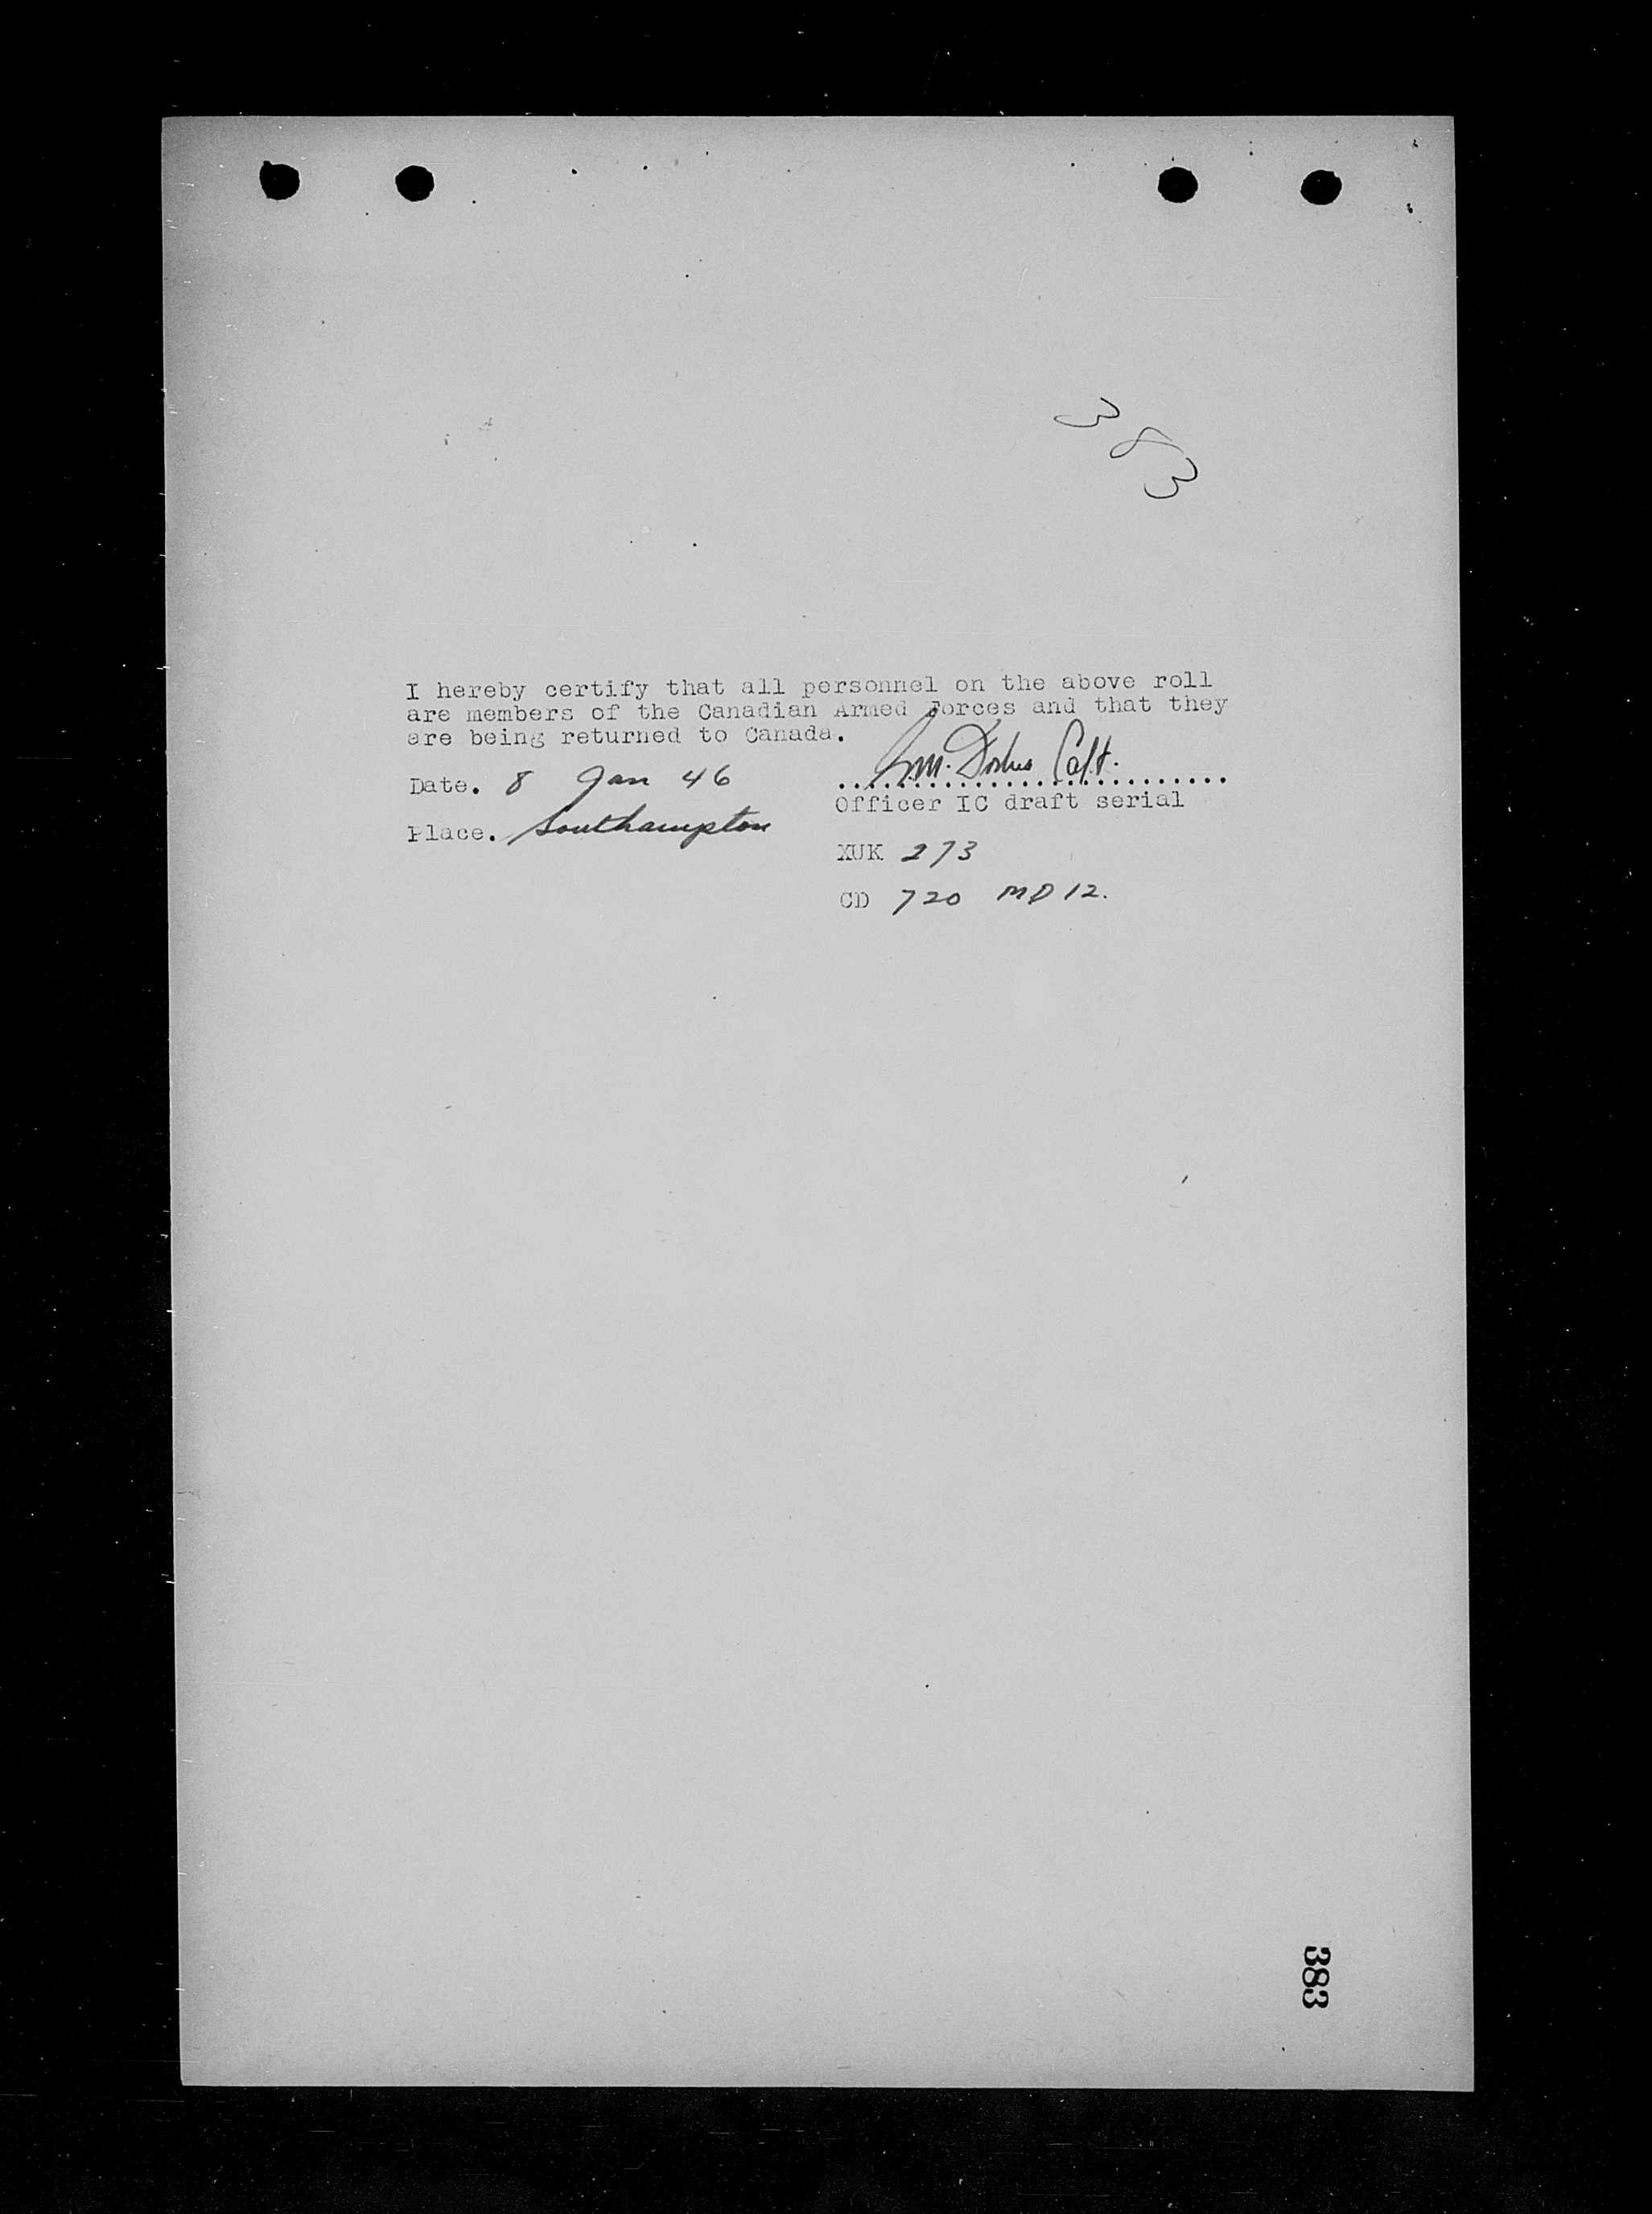 383
I hereby certify that all personnel on the above roll
are members of the Canadian Armed Forces and that they
are being returned to Canada.
Date. 8 Jan 46
Place. Southampton
Capt.
Officer IC draft serial
XUK 273
CD 720 MD 12.
383